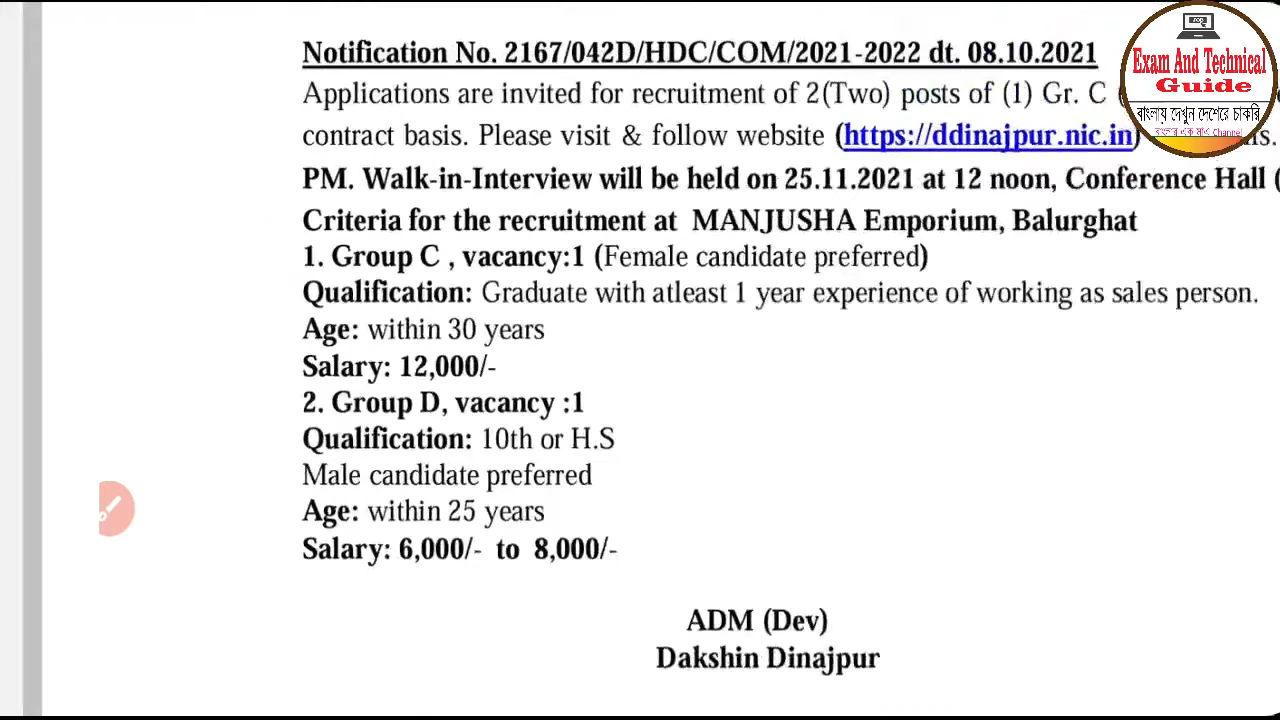 Notification No. 2167/042D/HDC/COM/2021-2022 dt. 08.10.2021
Applications are invited for recruitment of 2(Two) posts of (1) Gr. C
contract basis. Please visit & follow website (https://ddinajpur.nic.in)
PM. Walk-in-Interview will be held on 25.11.2021 at 12 noon, Conference Hall (
Criteria for the recruitment at MANJUSHA Emporium, Balurghat
1. Group C , vacancy:1 (Female candidate preferred)
Qualification: Graduate with atleast 1 year experience of working as sales person.
Age: within 30 years
Salary: 12,000/-
2. Group D, vacancy :1
Qualification: 10th or H.S
Male candidate preferred
Age: within 25 years
Salary: 6,000/- to 8,000/-
ADM (Dev)
Dakshin Dinajpur
Exam And Technical
Guide
বাংলায় দেখুন দেশেরে চাকরি
বাংলার এক মাত্র Channel